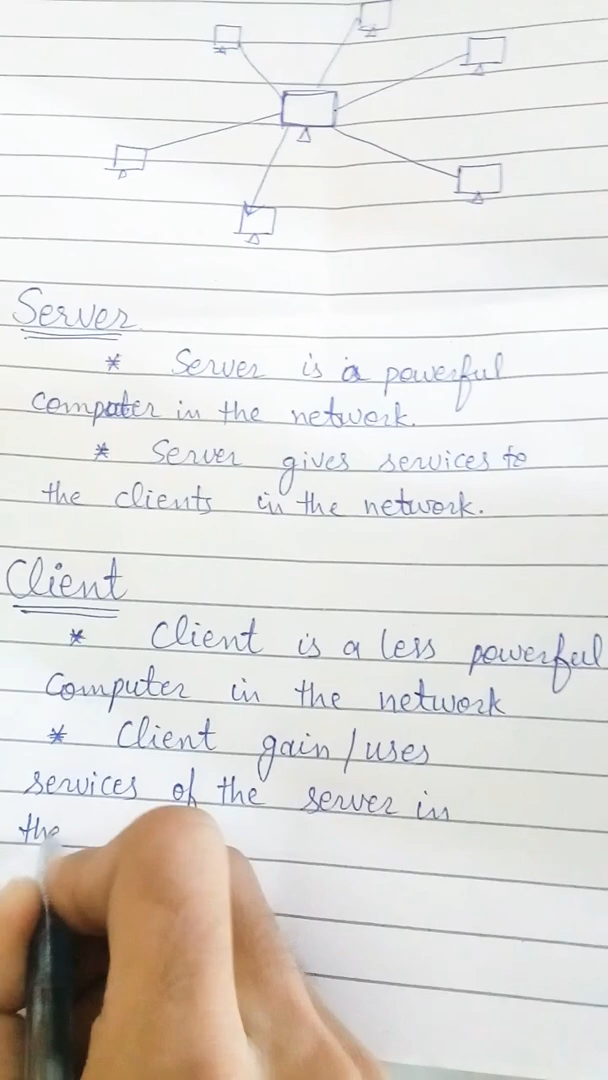 Server
* Server is a powerful
computer in the network.
* Server gives services to
the clients in the network.
Client
* Client is a less powerful
Computer in the network
* Client gain/uses
services of the server in
the